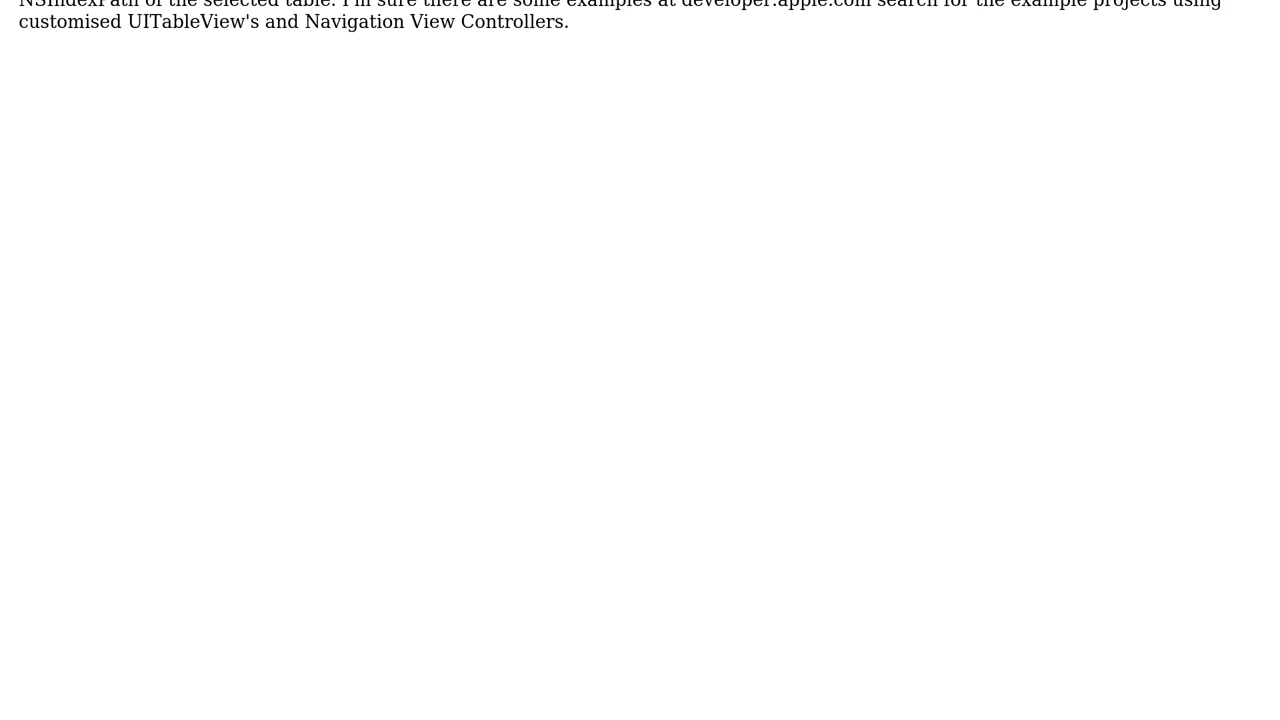 NSIndexPath of the selected table. I'm sure there are some examples at developer.apple.com search for the example projects using
customised UITableView's and Navigation View Controllers.